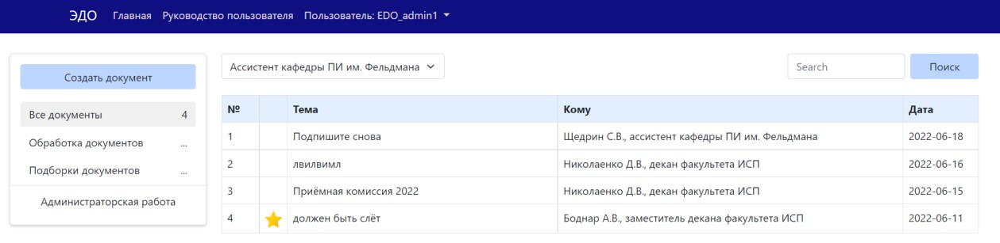 ЭДО Главная Руководство пользователя Пользователь: EDO_admin1
Создать документ
Все документы 4
Обработка документов ...
Подборки документов ...
Администраторская работа
Ассистент кафедры ПИ им. Фельдмана
Search Поиск
№ Тема Кому Дата
1 Подпишите снова Щедрин С.В., ассистент кафедры ПИ им. Фельдмана 2022-06-18
2 лвилвимл Николаенко Д.В., декан факультета ИСП 2022-06-16
3 Приёмная комиссия 2022 Николаенко Д.В., декан факультета ИСП 2022-06-15
4 должен быть слёт Боднар А.В., заместитель декана факультета ИСП 2022-06-11